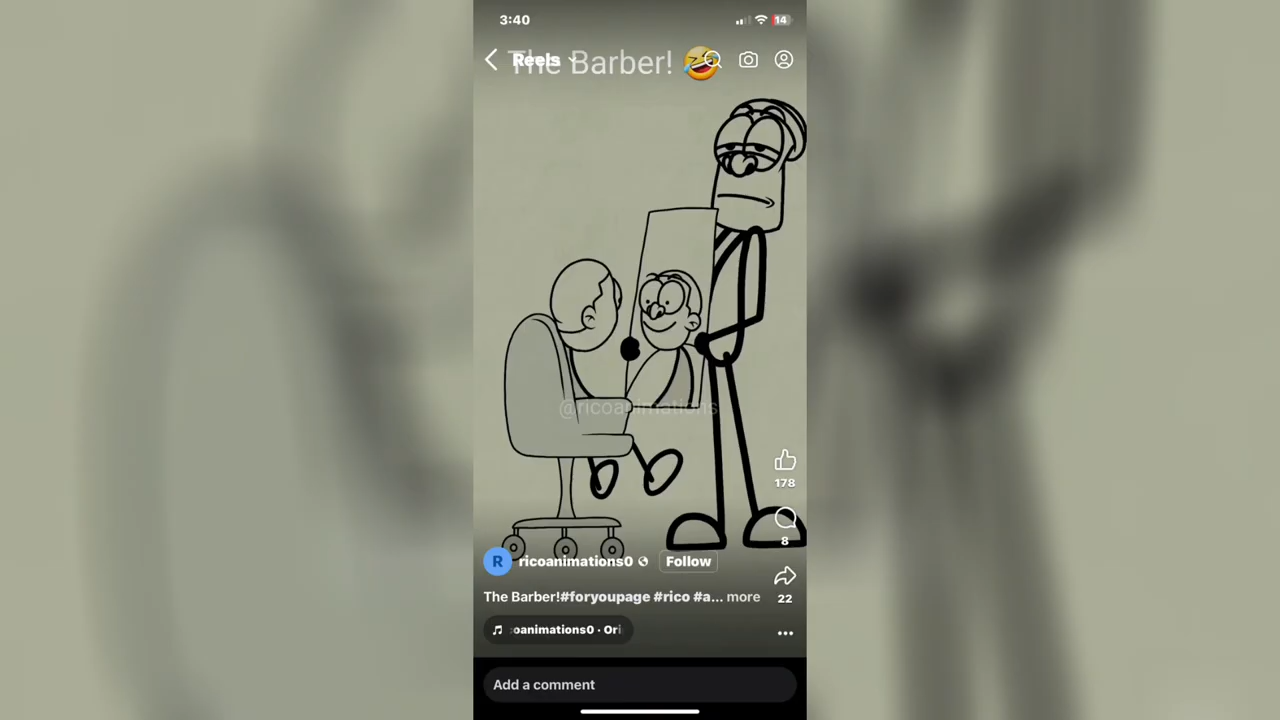 3:40
14
The Barber! 🤣
Reels
@ricoanimations
178
8
R
ricoanimations0
Follow
22
The Barber!#foryoupage #rico #a... more
oanimations0 · Ori
Add a comment